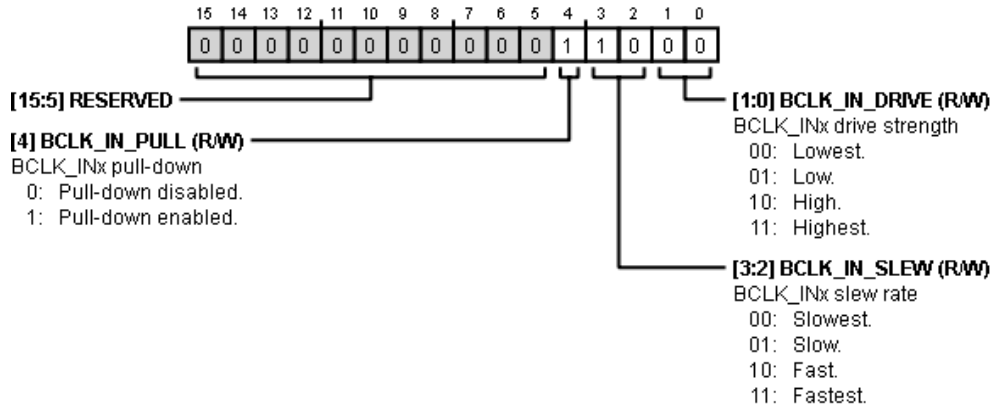 15 14 13 12 11 10 9 8 7 6 5 4 3 2 1 0
0 0 0 0 0 0 0 0 0 0 0 1 1 0 0 0
[15:5] RESERVED
[4] BCLK_IN_PULL (R/W)
BCLK_INx pull-down
0: Pull-down disabled.
1: Pull-down enabled.
[1:0] BCLK_IN_DRIVE (R/W)
BCLK_INx drive strength
00: Lowest.
01: Low.
10: High.
11: Highest.
[3:2] BCLK_IN_SLEW (R/W)
BCLK_INx slew rate
00: Slowest.
01: Slow.
10: Fast.
11: Fastest.